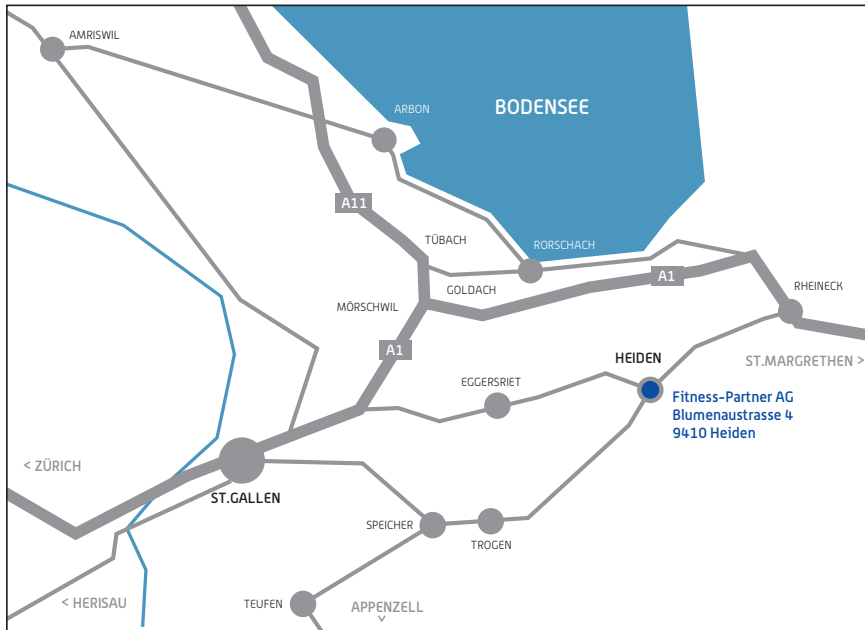 AMRISWIL
ARBON
BODENSEE
A11
TÜBACH
RORSCHACH
A1
GOLDACH
RHEINECK
MÖRSCHWIL
A1
HEIDEN
ST.MARGRETHEN >
EGGERSRIET
Fitness-Partner AG
Blumenaustrasse 4
9410 Heiden
< ZÜRICH
ST.GALLEN
SPEICHER
TROGEN
< HERISAU
TEUFEN
APPENZELL